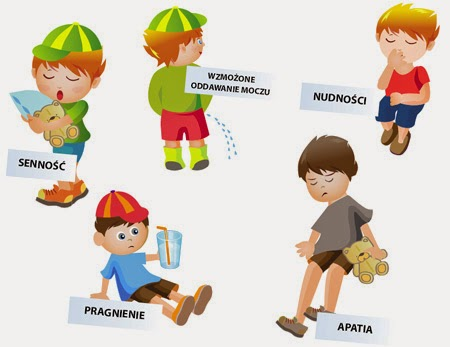 WZMOŻONE
ODDAWANIE MOCZU
NUDNOŚCI
SENNOŚĆ
PRAGNIENIE
APATIA